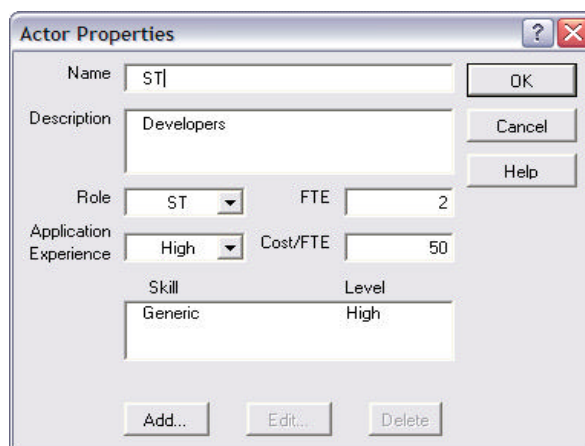 Actor Properties
Name ST
OK
Description Developers
Cancel
Help
Role ST FTE 2
Application Experience High Cost/FTE 50
Skill Level
Generic High
Add... Edit... Delete